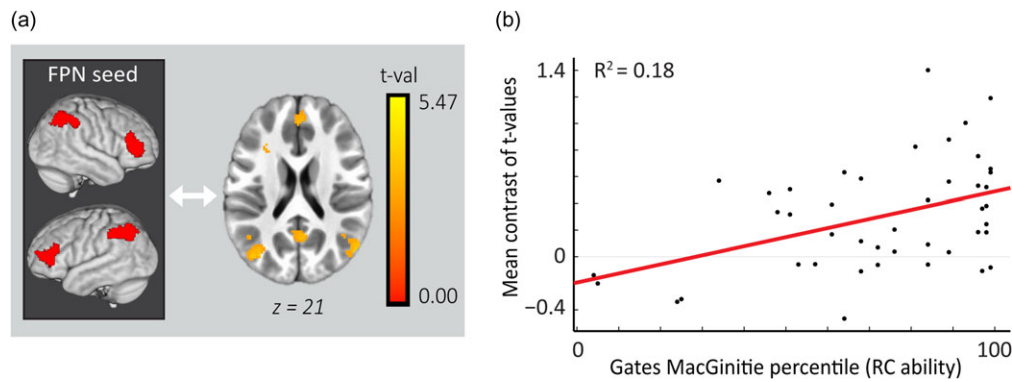 (a)
FPN seed
t-val
5.47
0.00
z = 21
(b)
R² = 0.18
Mean contrast of t-values
1.4
0
−0.4
0
100
Gates MacGinitie percentile (RC ability)